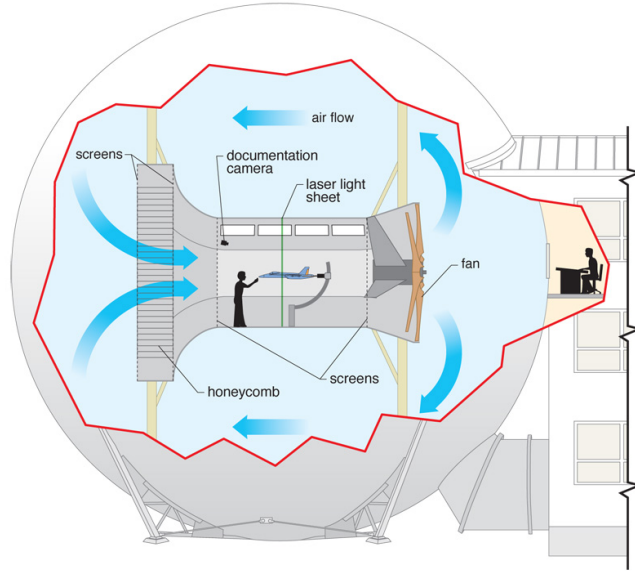 air flow
screens
documentation
camera
laser light
sheet
fan
honeycomb
screens